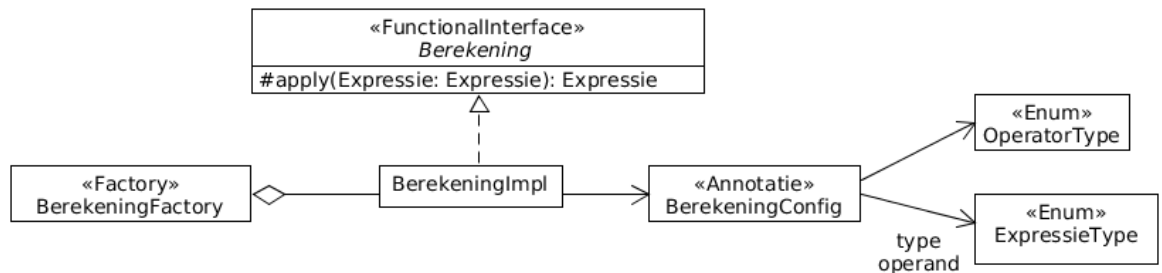 «FunctionalInterface»
Berekening
#apply(Expressie: Expressie): Expressie
«Enum»
OperatorType
«Factory»
BerekeningFactory
BerekeningImpl
«Annotatie»
BerekeningConfig
«Enum»
ExpressieType
type
operand